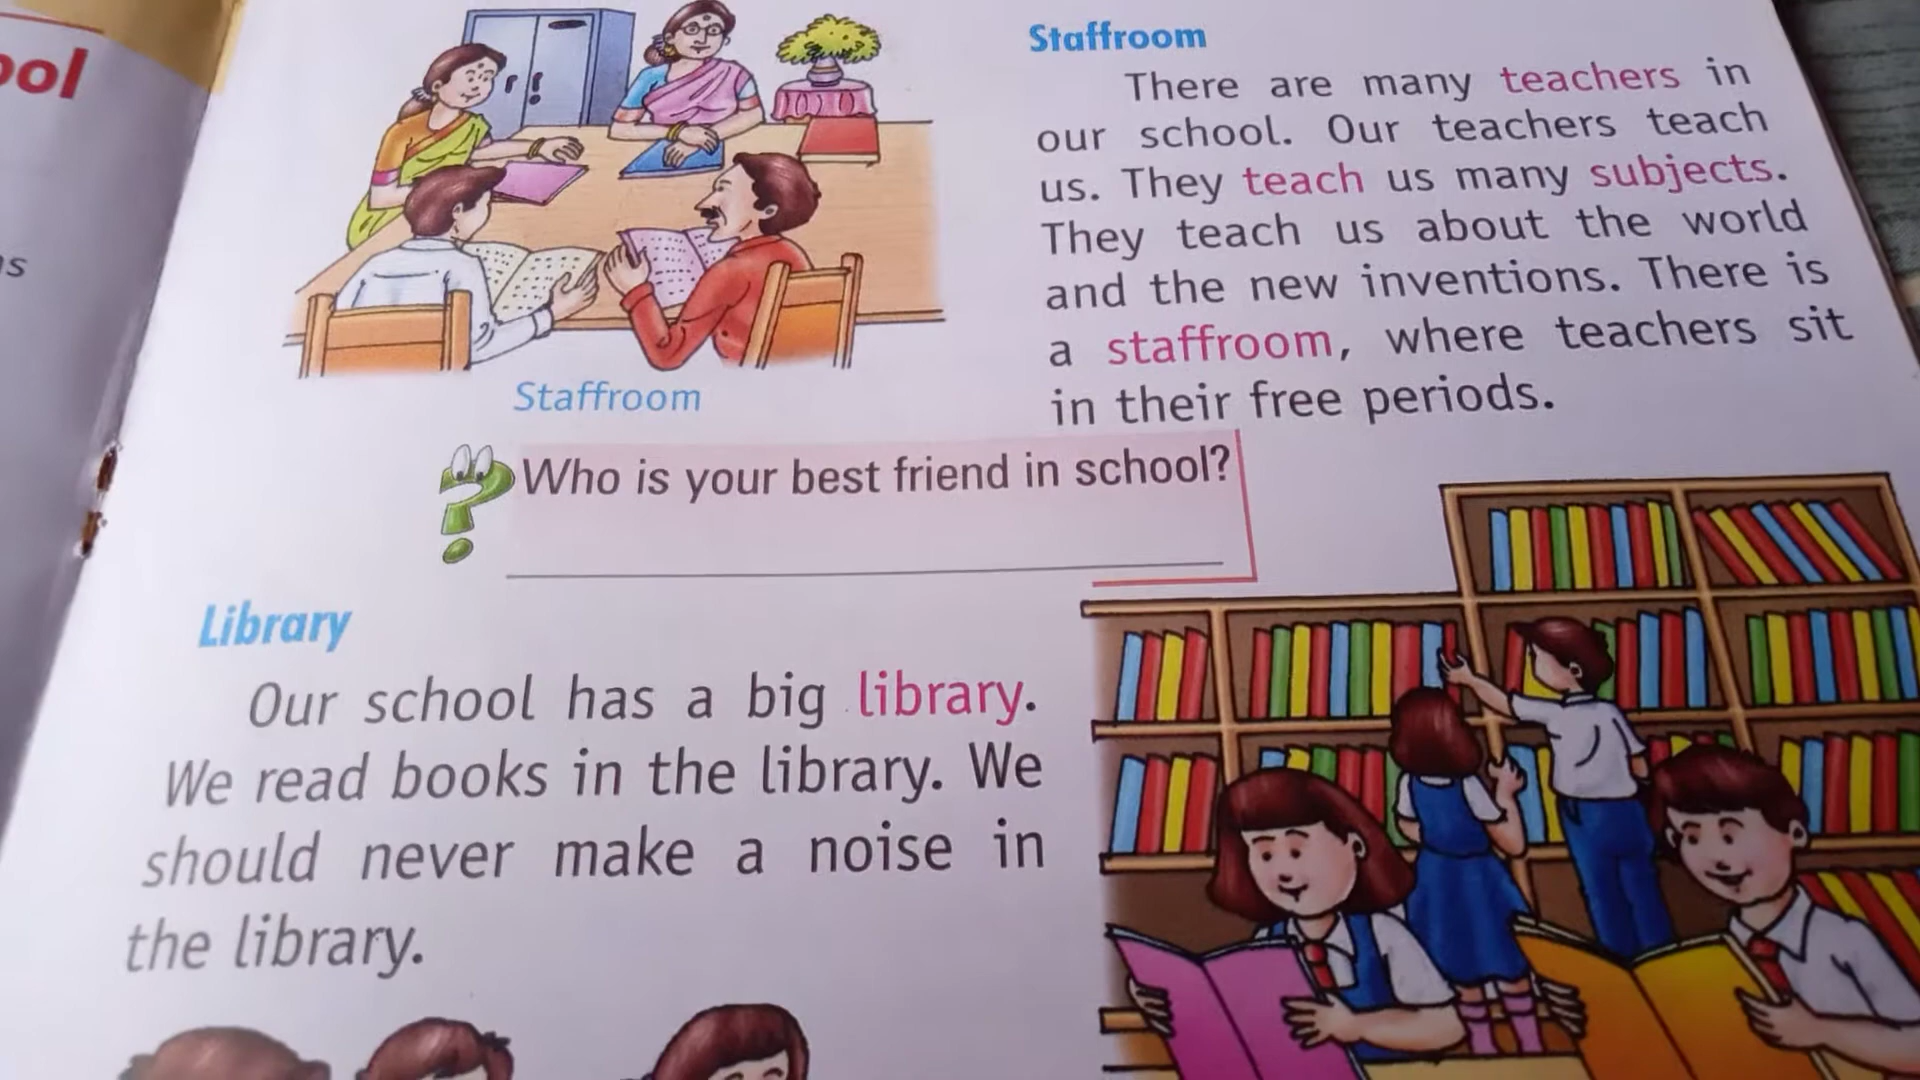 Staffroom
There are many teachers in
our school. Our teachers teach
us. They teach us many subjects.
They teach us about the world
and the new inventions. There is
a staffroom, where teachers sit
in their free periods.
Staffroom
Who is your best friend in school?
Library
Our school has a big library.
We read books in the library. We
should never make a noise in
the library.